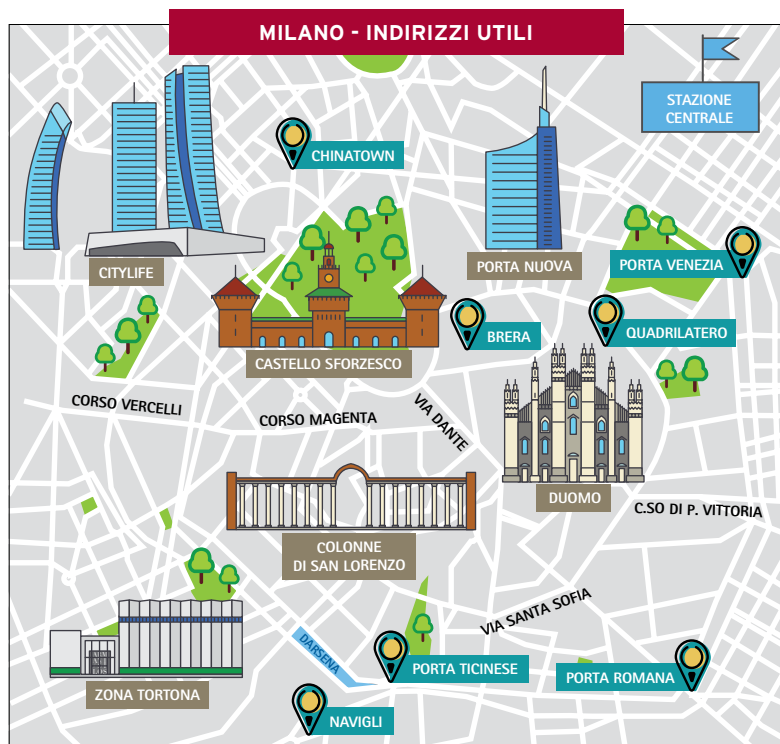 MILANO - INDIRIZZI UTILI
STAZIONE
CENTRALE
CHINATOWN
CITYLIFE
PORTA NUOVA
PORTA VENEZIA
BRERA
QUADRILATERO
CASTELLO SFORZESCO
CORSO VERCELLI
CORSO MAGENTA
VIA DANTE
DUOMO
C.SO DI P. VITTORIA
COLONNE
DI SAN LORENZO
VIA SANTA SOFIA
DARSENA
PORTA TICINESE
PORTA ROMANA
ZONA TORTONA
NAVIGLI